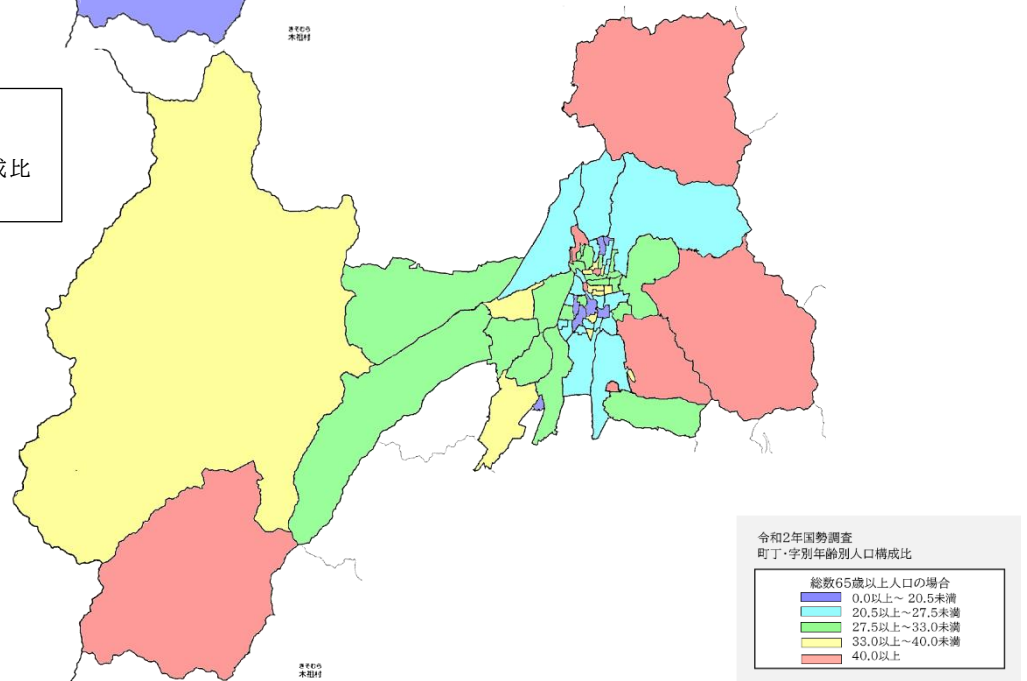 きそむら
木祖村
成比
令和2年国勢調査
町丁・字別年齢別人口構成比
総数65歳以上人口の場合
0.0以上～ 20.5未満
20.5以上～27.5未満
27.5以上～33.0未満
33.0以上～40.0未満
40.0以上
きそむら
木祖村